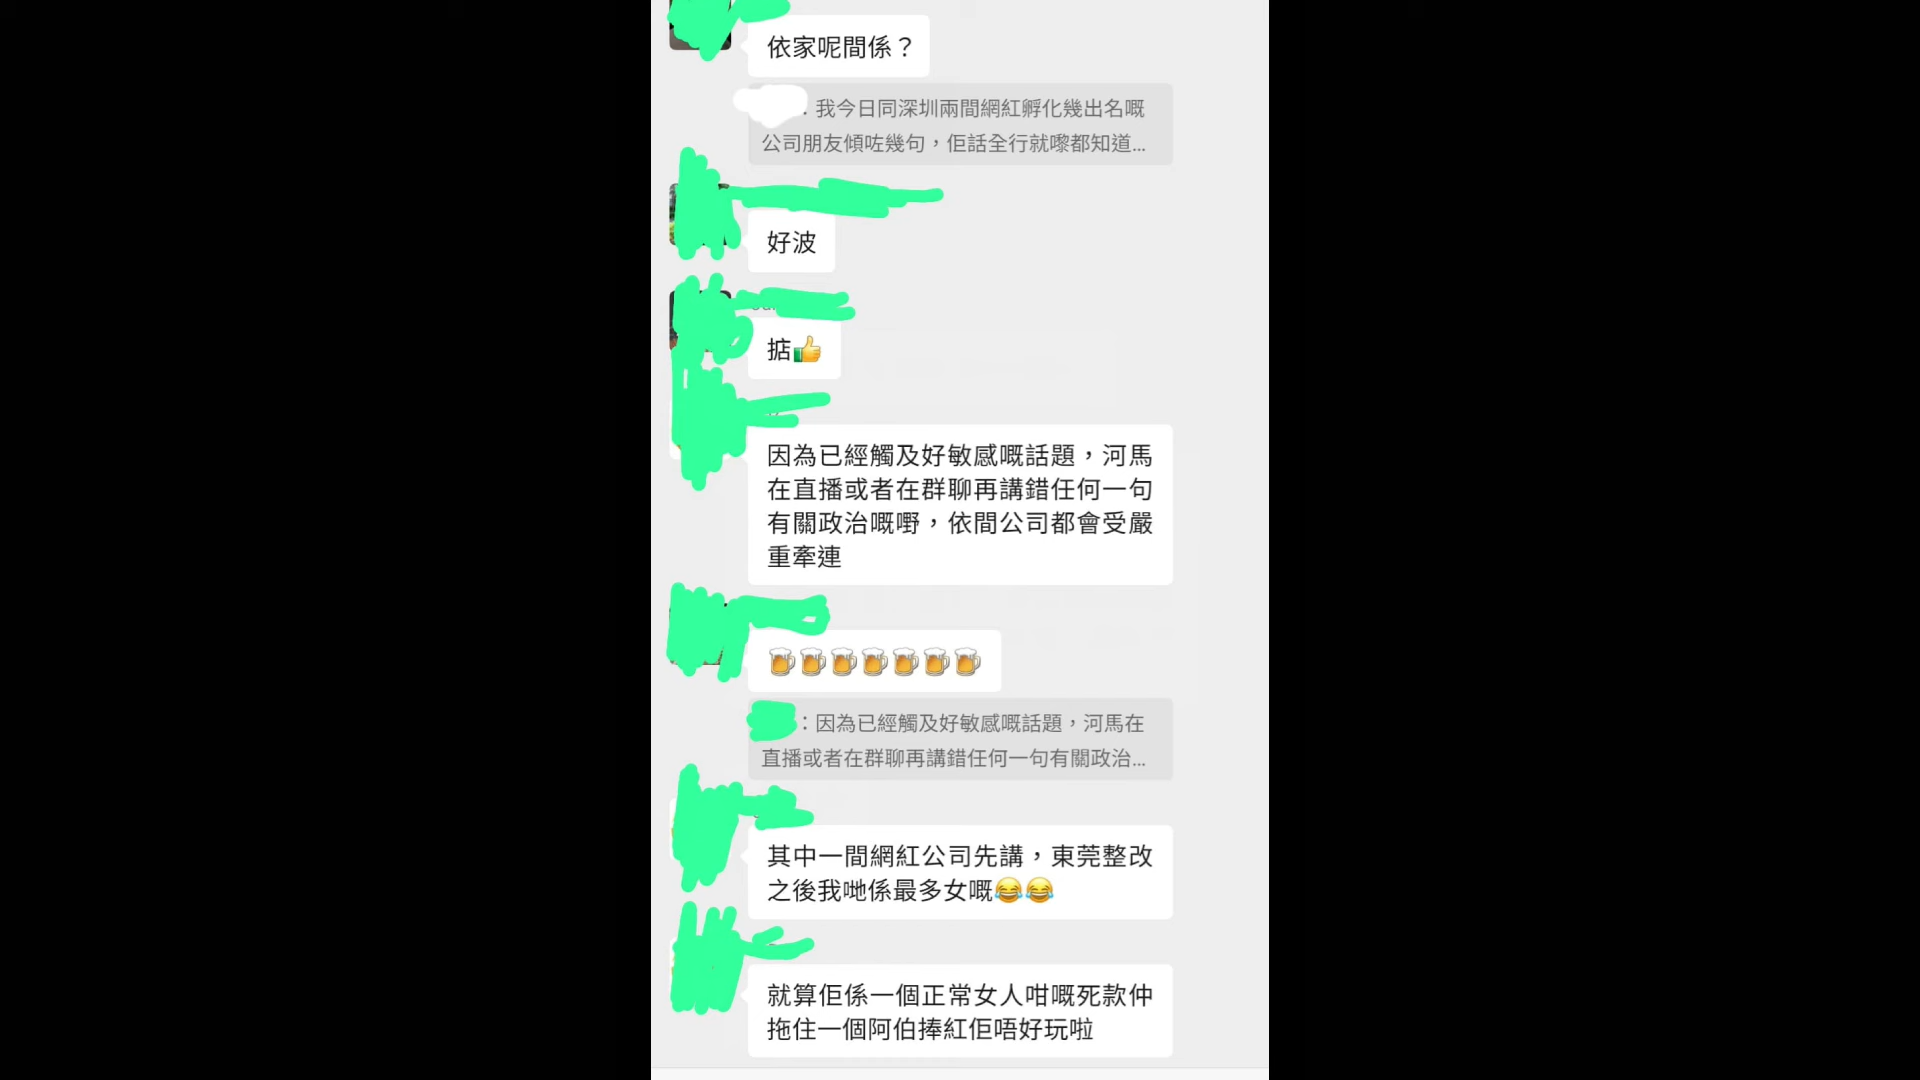 依家呢間係？
：我今日同深圳兩間網紅孵化幾出名嘅
公司朋友傾咗幾句，佢話全行就嚟都知道...
好波
掂👍
因為已經觸及好敏感嘅話題，河馬
在直播或者在群聊再講錯任何一句
有關政治嘅嘢，依間公司都會受嚴
重牽連
🍺🍺🍺🍺🍺🍺🍺
：因為已經觸及好敏感嘅話題，河馬在
直播或者在群聊再講錯任何一句有關政治...
其中一間網紅公司先講，東莞整改
之後我哋係最多女嘅😂😂
就算佢係一個正常女人咁嘅死款仲
拖住一個阿伯捧紅佢唔好玩啦